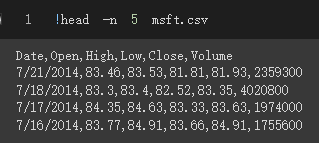 1 !head -n 5 msft.csv
Date,Open,High,Low,Close,Volume
7/21/2014,83.46,83.53,81.81,81.93,2359300
7/18/2014,83.3,83.4,82.52,83.35,4020800
7/17/2014,84.35,84.63,83.33,83.63,1974000
7/16/2014,83.77,84.91,83.66,84.91,1755600